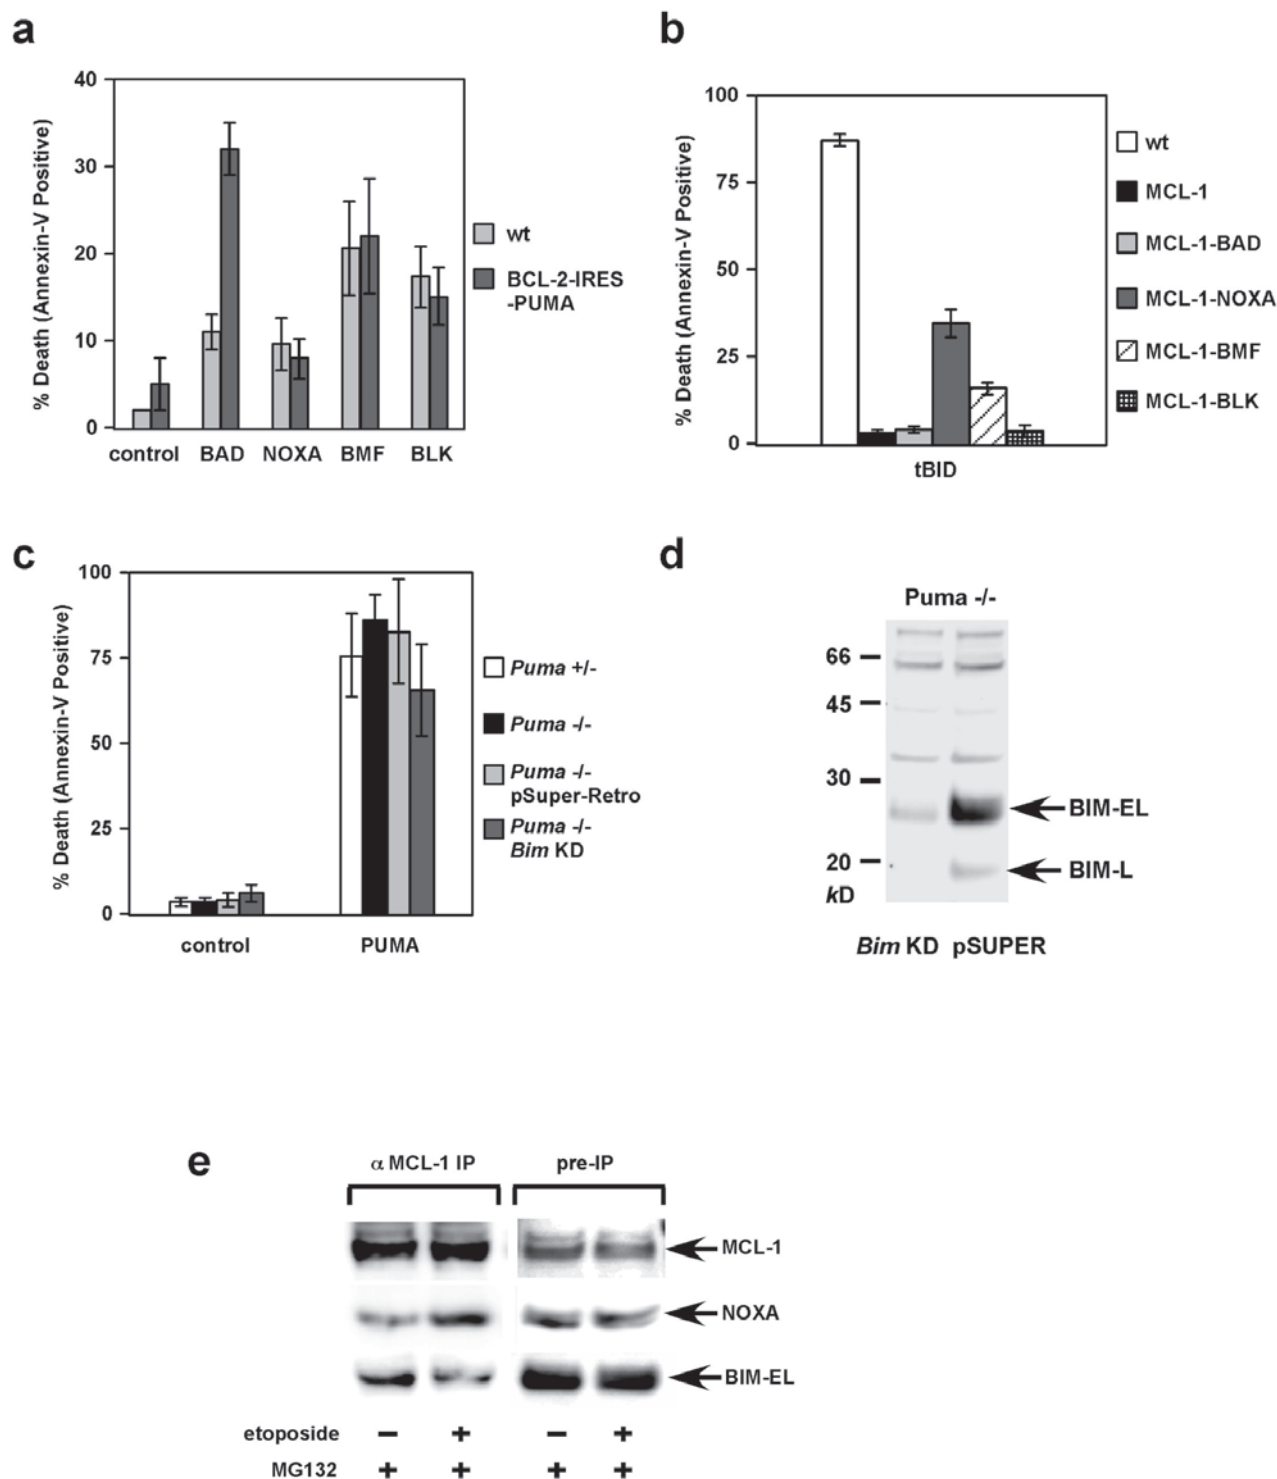 a
% Death (Annexin-V Positive)
40
30
20
10
0
control BAD NOXA BMF BLK
wt
BCL-2-IRES
-PUMA
b
% Death (Annexin-V Positive)
100
75
50
25
0
tBID
wt
MCL-1
MCL-1-BAD
MCL-1-NOXA
MCL-1-BMF
MCL-1-BLK
c
% Death (Annexin-V Positive)
100
75
50
25
0
control PUMA
Puma +/-
Puma -/-
Puma -/-
pSuper-Retro
Puma -/-
Bim KD
d
Puma -/-
66
45
30
20
kD
BIM-EL
BIM-L
Bim KD pSUPER
e
α MCL-1 IP pre-IP
MCL-1
NOXA
BIM-EL
etoposide − + − +
MG132 + + + +